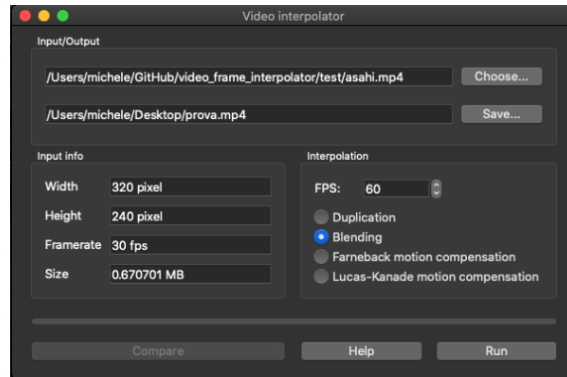 Video interpolator
Input/Output
/Users/michele/GitHub/video_frame_interpolator/test/asahi.mp4 Choose...
/Users/michele/Desktop/prova.mp4 Save...
Input info
Width 320 pixel
Height 240 pixel
Framerate 30 fps
Size 0.670701 MB
Interpolation
FPS: 60
Duplication
Blending
Farneback motion compensation
Lucas-Kanade motion compensation
Compare Help Run